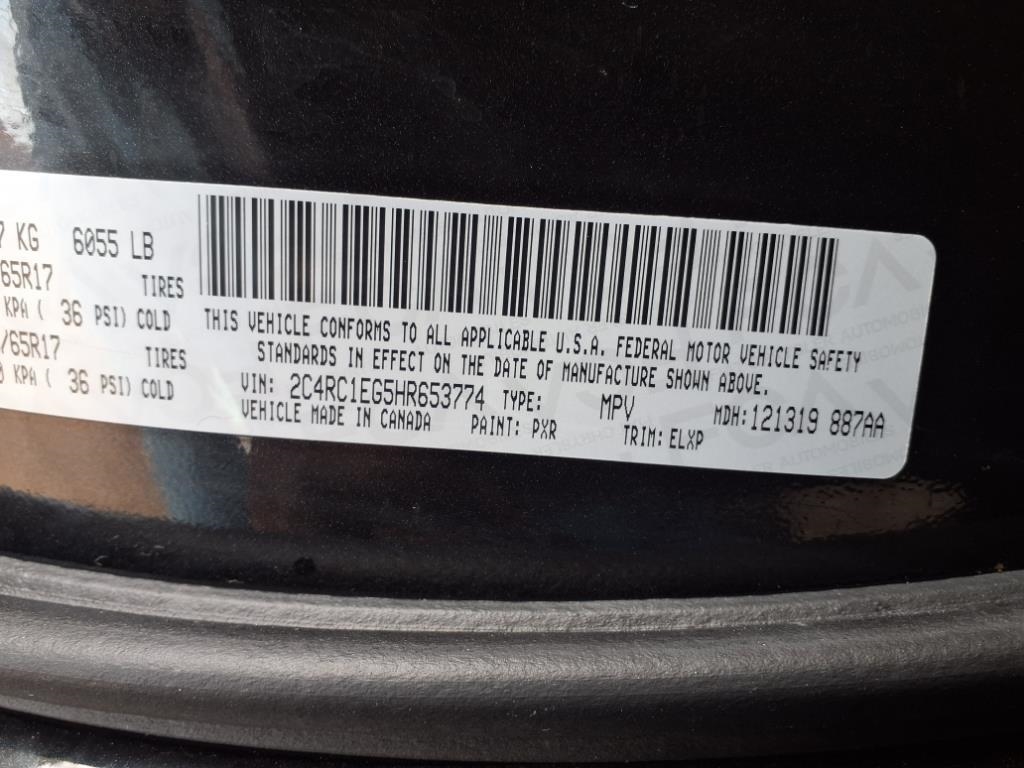 7 KG 6055 LB
65R17 TIRES
KPA ( 36 PSI) COLD
/65R17 TIRES
0 KPA ( 36 PSI) COLD
THIS VEHICLE CONFORMS TO ALL APPLICABLE U.S.A. FEDERAL MOTOR VEHICLE SAFETY
STANDARDS IN EFFECT ON THE DATE OF MANUFACTURE SHOWN ABOVE.
VIN: 2C4RC1EG5HR653774 TYPE: MPV MDH:121319 887AA
VEHICLE MADE IN CANADA PAINT: PXR TRIM: ELXP